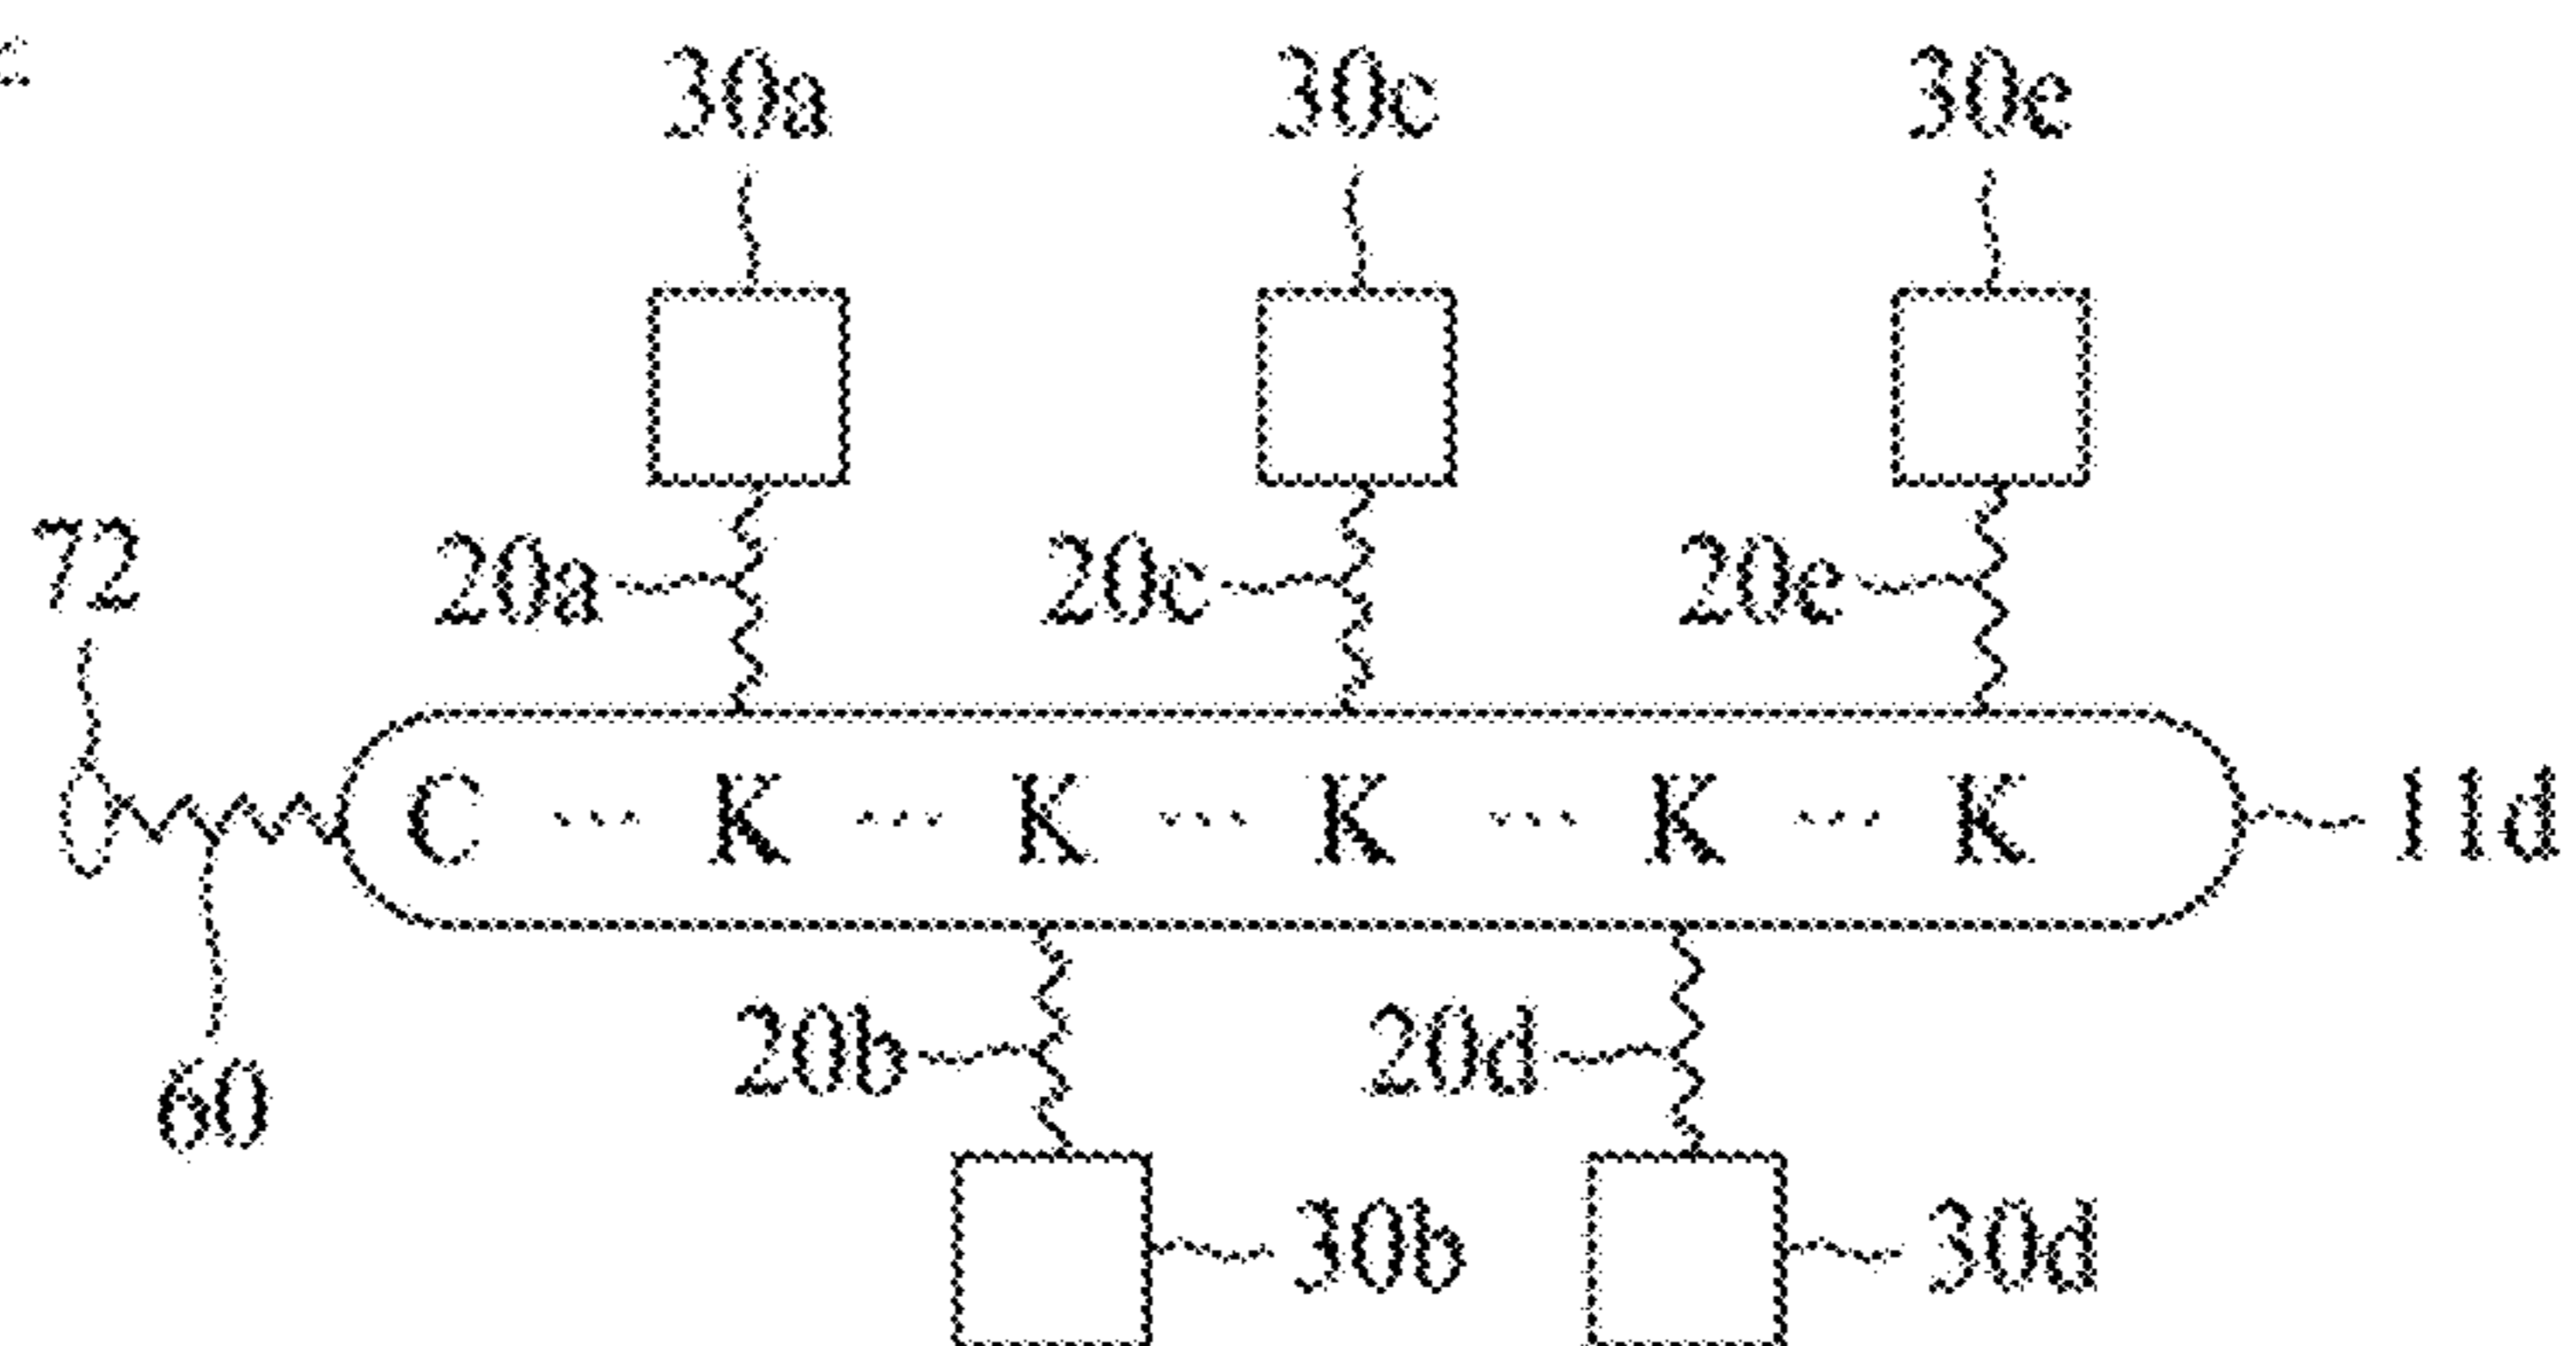 30a 30c 30e
72 20a 20c 20e
C ··· K ··· K ··· K ··· K ··· K 11d
60 20b 20d
30b 30d